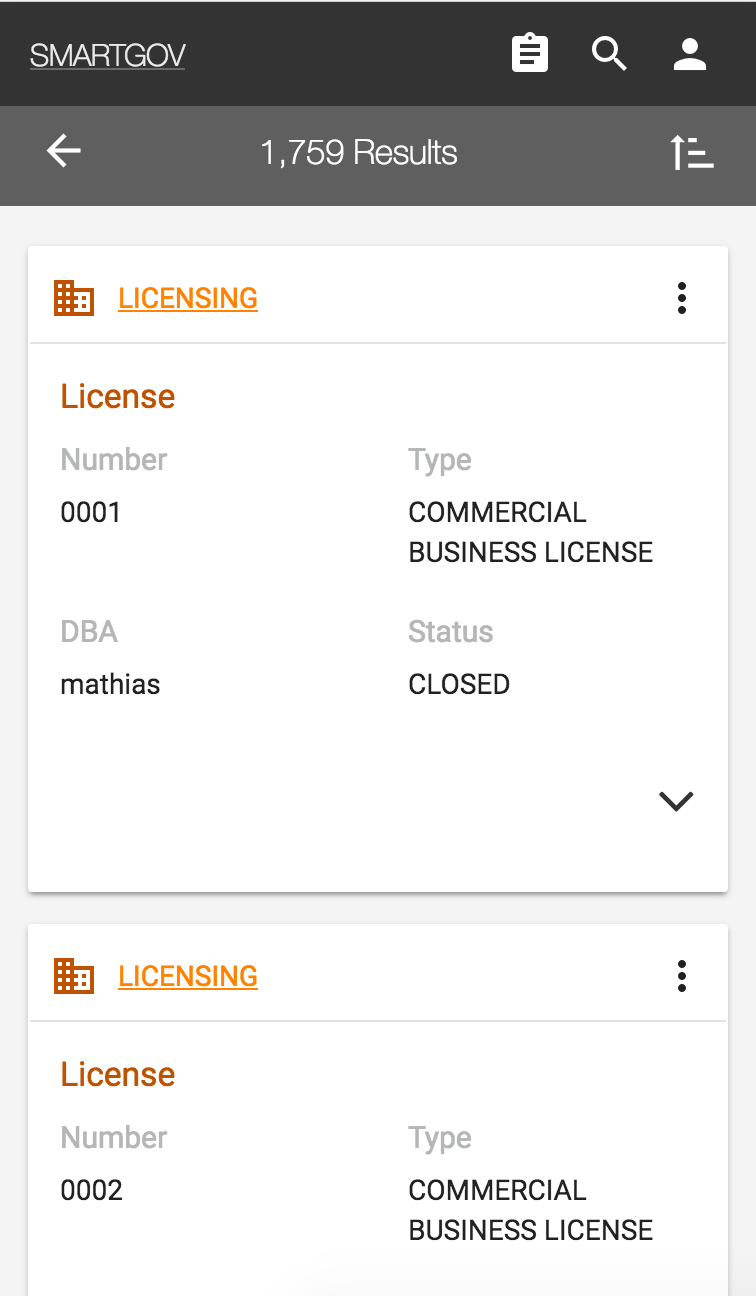 SMARTGOV
1,759 Results
LICENSING
License
Number Type
0001 COMMERCIAL
BUSINESS LICENSE
DBA Status
mathias CLOSED
LICENSING
License
Number Type
0002 COMMERCIAL
BUSINESS LICENSE